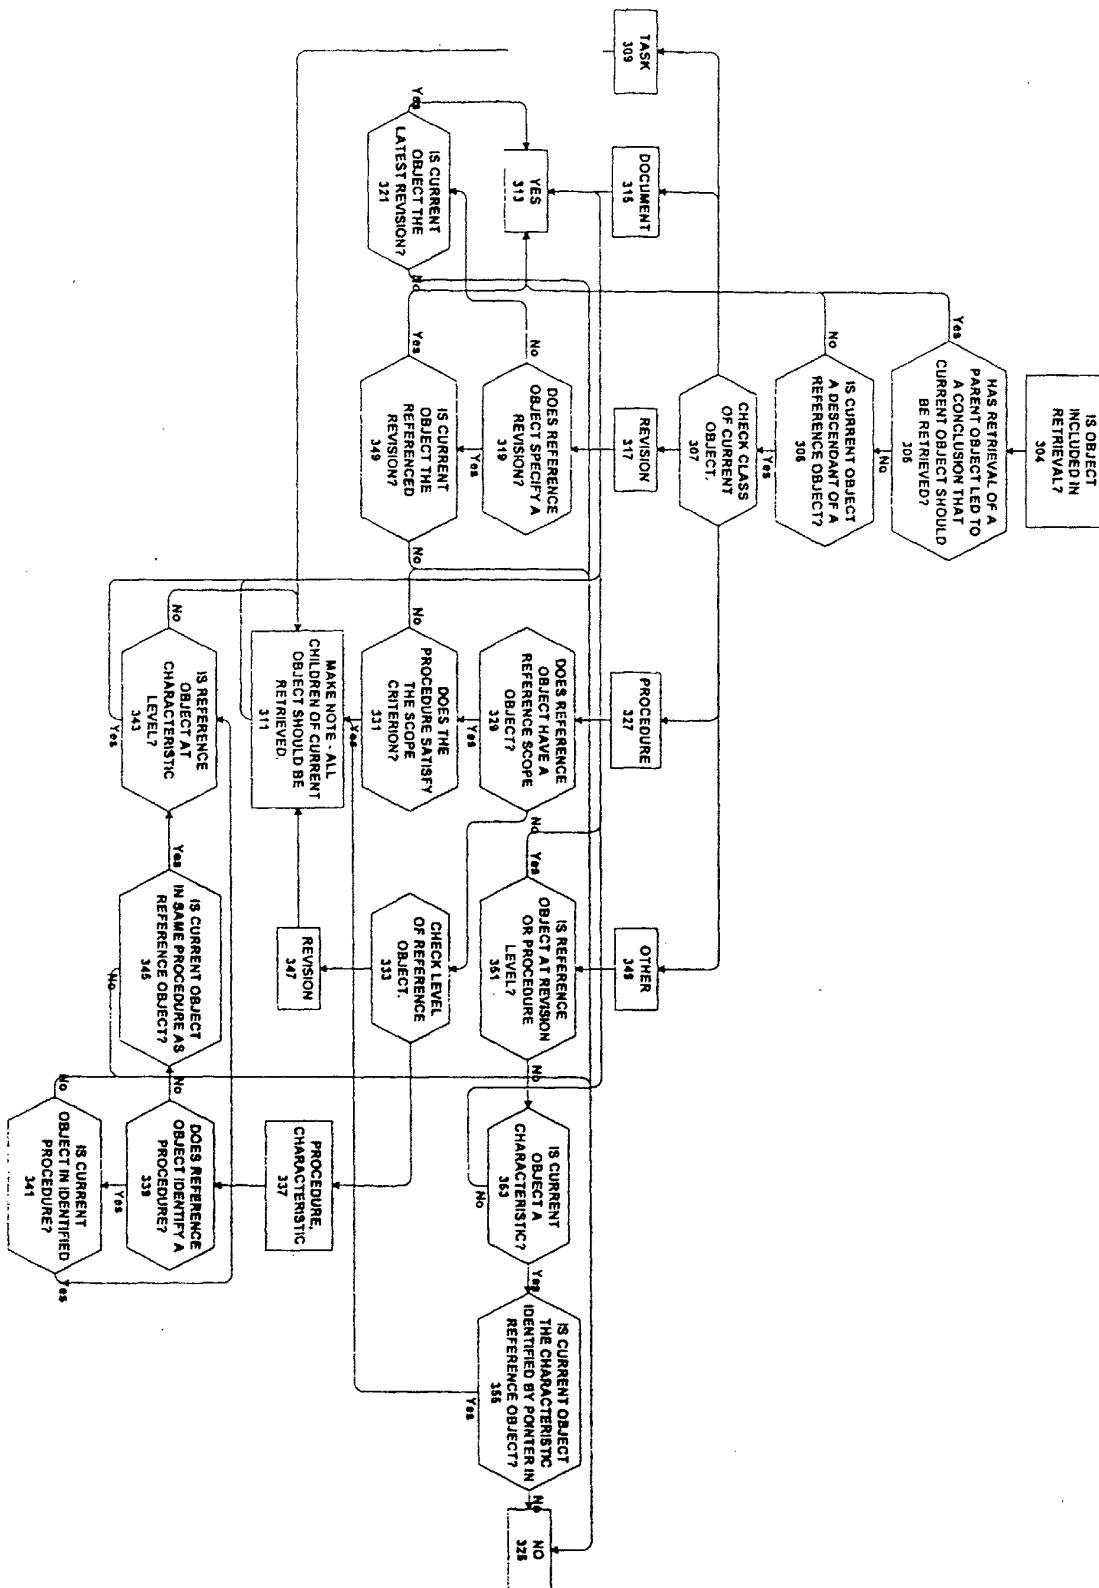 IS OBJECT
INCLUDED IN
RETRIEVAL?
304
HAS RETRIEVAL OF A
PARENT OBJECT LED TO
A CONCLUSION THAT
CURRENT OBJECT SHOULD
BE RETRIEVED?
305
Yes
No
IS CURRENT OBJECT
A DESCENDANT OF A
REFERENCE OBJECT?
306
No
Yes
CHECK CLASS
OF CURRENT
OBJECT.
307
TASK
309
DOCUMENT
315
REVISION
317
PROCEDURE
327
OTHER
348
YES
313
DOES REFERENCE
OBJECT SPECIFY A
REVISION?
319
No
Yes
DOES REFERENCE
OBJECT HAVE A
REFERENCE SCOPE
OBJECT?
329
Yes
No
IS REFERENCE
OBJECT AT REVISION
OR PROCEDURE
LEVEL?
351
Yes
No
IS CURRENT
OBJECT A
CHARACTERISTIC?
353
No
Yes
IS CURRENT OBJECT
THE CHARACTERISTIC
IDENTIFIED BY POINTER IN
REFERENCE OBJECT?
355
Yes
No
NO
325
IS CURRENT
OBJECT THE
LATEST REVISION?
321
Yes
No
IS CURRENT
OBJECT THE
REFERENCED
REVISION?
349
Yes
No
DOES THE
PROCEDURE SATISFY
THE SCOPE
CRITERION?
331
No
Yes
CHECK LEVEL
OF REFERENCE
OBJECT.
333
MAKE NOTE - ALL
CHILDREN OF CURRENT
OBJECT SHOULD BE
RETRIEVED.
311
REVISION
347
PROCEDURE,
CHARACTERISTIC
337
IS REFERENCE
OBJECT AT
CHARACTERISTIC
LEVEL?
343
No
Yes
IS CURRENT OBJECT
IN SAME PROCEDURE AS
REFERENCE OBJECT?
345
Yes
No
DOES REFERENCE
OBJECT IDENTIFY A
PROCEDURE?
339
No
Yes
IS CURRENT
OBJECT IN IDENTIFIED
PROCEDURE?
341
No
Yes